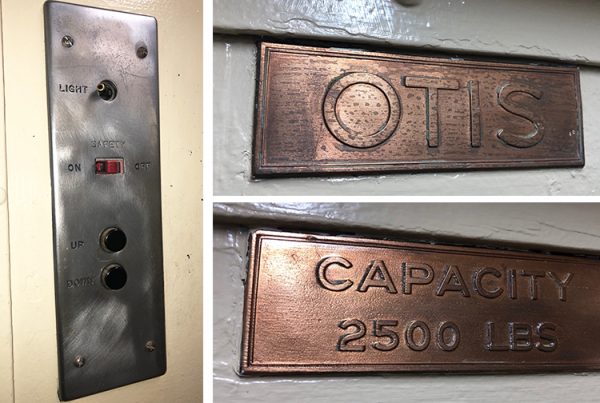 LIGHT
SAFETY
ON OFF
UP
DOWN
OTIS
CAPACITY
2500 LBS